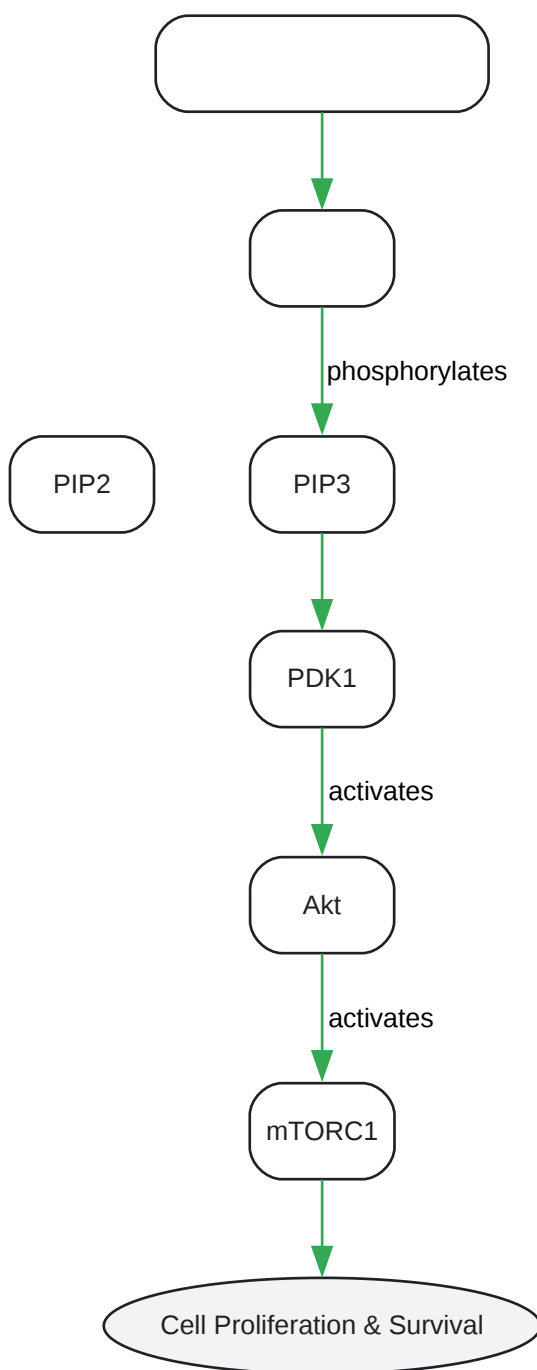 phosphorylates
PIP2
PIP3
PDK1
activates
Akt
activates
mTORC1
Cell Proliferation & Survival